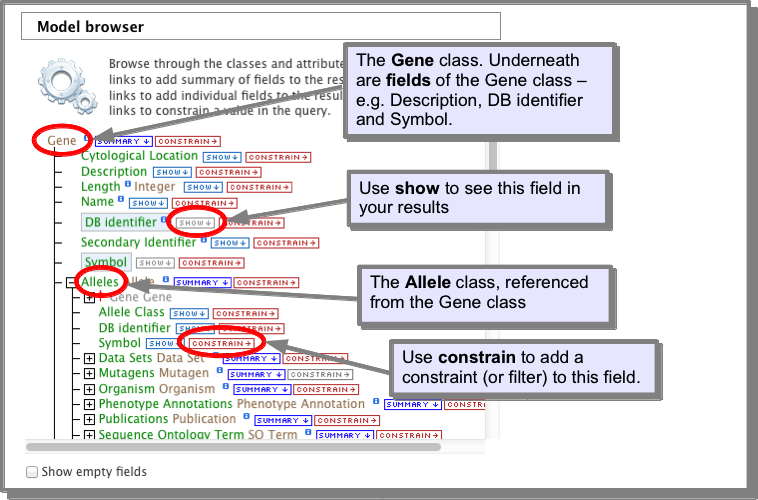 Model browser
Browse through the classes and attribute
links to add summary of fields to the res
links to add individual fields to the resul
links to constrain a value in the query.
The Gene class. Underneath
are fields of the Gene class –
e.g. Description, DB identifier
and Symbol.
Gene SUMMARY CONSTRAIN
Cytological Location SHOW CONSTRAIN
Description SHOW CONSTRAIN
Length Integer SHOW CONSTRAIN
Name SHOW CONSTRAIN
DB identifier SHOW CONSTRAIN
Use show to see this field in
your results
Secondary Identifier SHOW CONSTRAIN
Symbol SHOW CONSTRAIN
Alleles SUMMARY CONSTRAIN
The Allele class, referenced
from the Gene class
Gene Gene
Allele Class SHOW CONSTRAIN
DB identifier SHOW CONSTRAIN
Symbol SHOW CONSTRAIN
Use constrain to add a
constraint (or filter) to this field.
Data Sets Data Set SUMMARY CONSTRAIN
Mutagens Mutagen SUMMARY CONSTRAIN
Organism Organism SUMMARY CONSTRAIN
Phenotype Annotations Phenotype Annotation SUMMARY CONSTR
Publications Publication SUMMARY CONSTRAIN
Sequence Ontology Term SO Term SUMMARY CONSTRAIN
Show empty fields